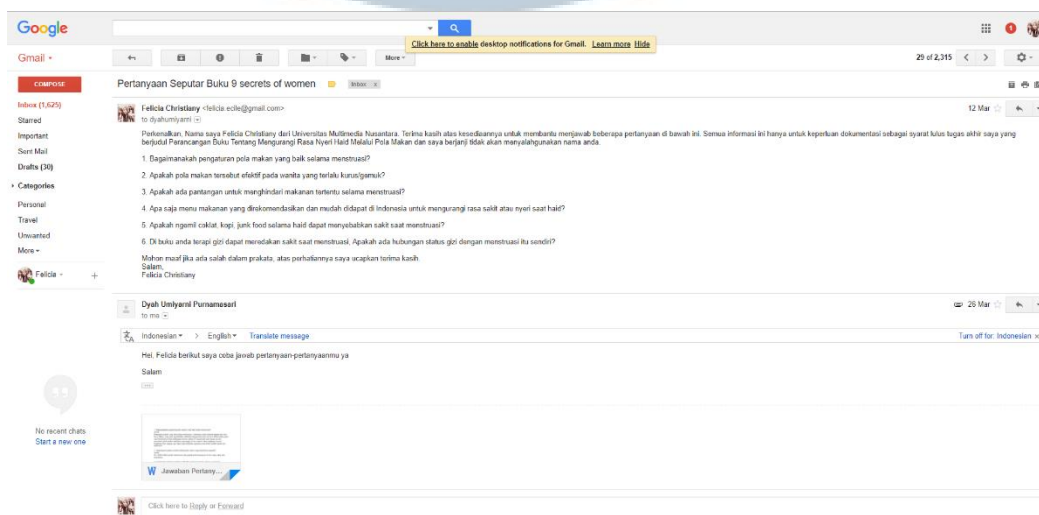 Google
Click here to enable desktop notifications for Gmail. Learn more Hide
1
Gmail
More
29 of 2,315
COMPOSE
Pertanyaan Seputar Buku 9 secrets of women
Inbox x
Inbox (1,625)
Starred
Important
Sent Mail
Drafts (30)
Categories
Personal
Travel
Unwanted
More
Felicia
No recent chats
Start a new one
Felicia Christiany <felicia.ecile@gmail.com>
12 Mar
to dyahumiyarni
Perkenalkan, Nama saya Felicia Christiany dari Universitas Multimedia Nusantara. Terima kasih atas kesediaannya untuk membantu menjawab beberapa pertanyaan di bawah ini. Semua informasi ini hanya untuk keperluan dokumentasi sebagai syarat lulus tugas akhir saya yang
berjudul Perancangan Buku Tentang Mengurangi Rasa Nyeri Haid Melalui Pola Makan dan saya berjanji tidak akan menyalahgunakan nama anda.
1. Bagaimanakah pengaturan pola makan yang baik selama menstruasi?
2. Apakah pola makan tersebut efektif pada wanita yang terlalu kurus/gemuk?
3. Apakah ada pantangan untuk menghindari makanan tertentu selama menstruasi?
4. Apa saja menu makanan yang direkomendasikan dan mudah didapat di Indonesia untuk mengurangi rasa sakit atau nyeri saat haid?
5. Apakah ngemil coklat, kopi, junk food selama haid dapat menyebabkan sakit saat menstruasi?
6. Di buku anda terapi gizi dapat meredakan sakit saat menstruasi, Apakah ada hubungan status gizi dengan menstruasi itu sendiri?
Mohon maaf jika ada salah dalam prakata, atas perhatiannya saya ucapkan terima kasih.
Salam,
Felicia Christiany
Dyah Umiyarni Purnamasari
26 Mar
to me
Indonesian > English Translate message
Turn off for: Indonesian x
Hei, Felicia berikut saya coba jawab pertanyaan-pertanyaanmu ya
Salam
W Jawaban Pertany...
Click here to Reply or Forward